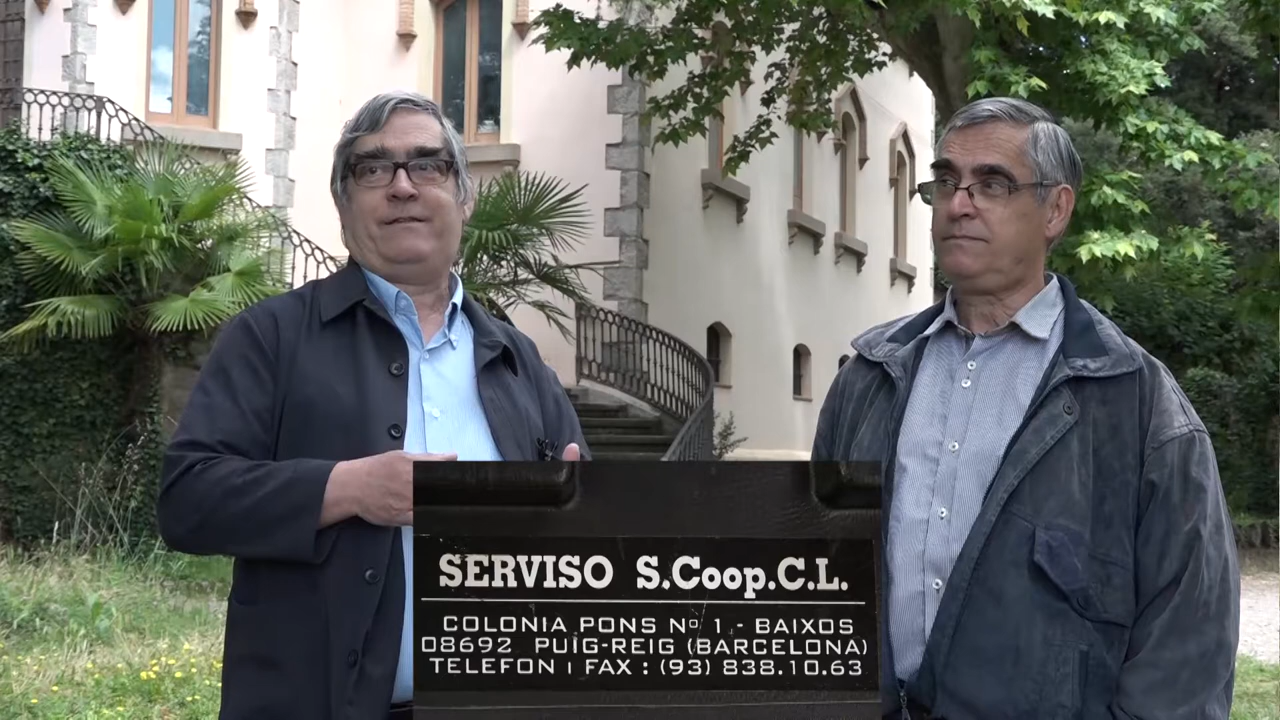 SERVISO S.Coop.C.L.
COLONIA PONS Nº 1 - BAIXOS
08692 PUIG-REIG (BARCELONA)
TELEFON i FAX : (93) 838.10.63